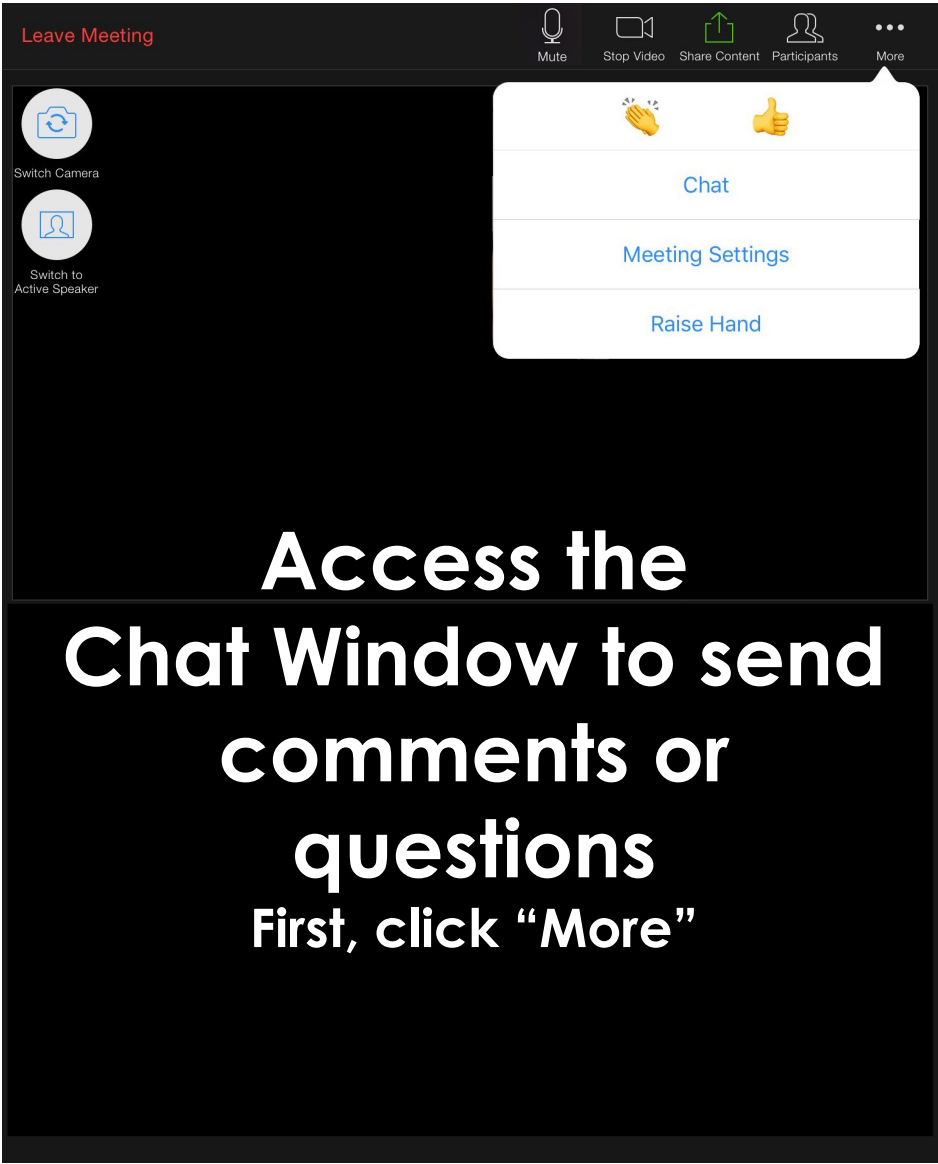 Leave Meeting
Mute
Stop Video
Share Content
Participants
More
Switch Camera
Switch to
Active Speaker
Chat
Meeting Settings
Raise Hand
Access the
Chat Window to send
comments or
questions
First, click “More”